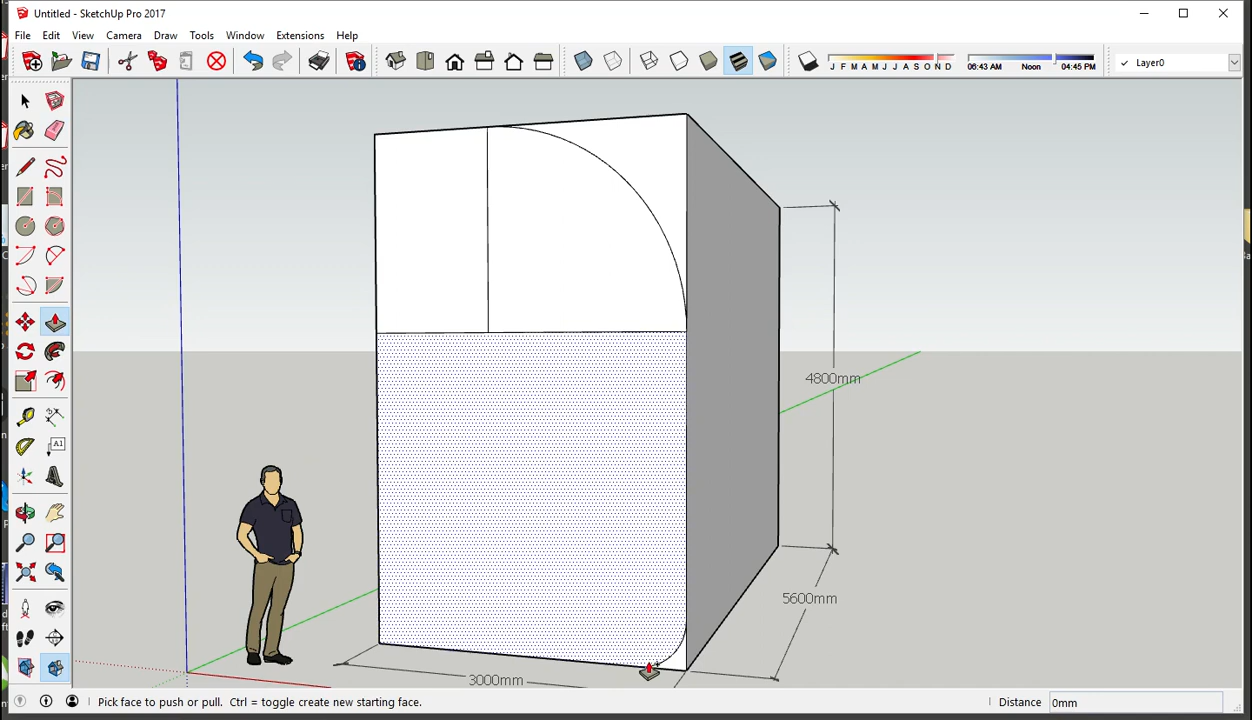 Untitled - SketchUp Pro 2017
File Edit View Camera Draw Tools Window Extensions Help
J F M A M J J A S O N D
06:43 AM Noon 04:45 PM
Layer0
A1
4800mm
5600mm
3000mm
Pick face to push or pull. Ctrl = toggle create new starting face.
Distance 0mm